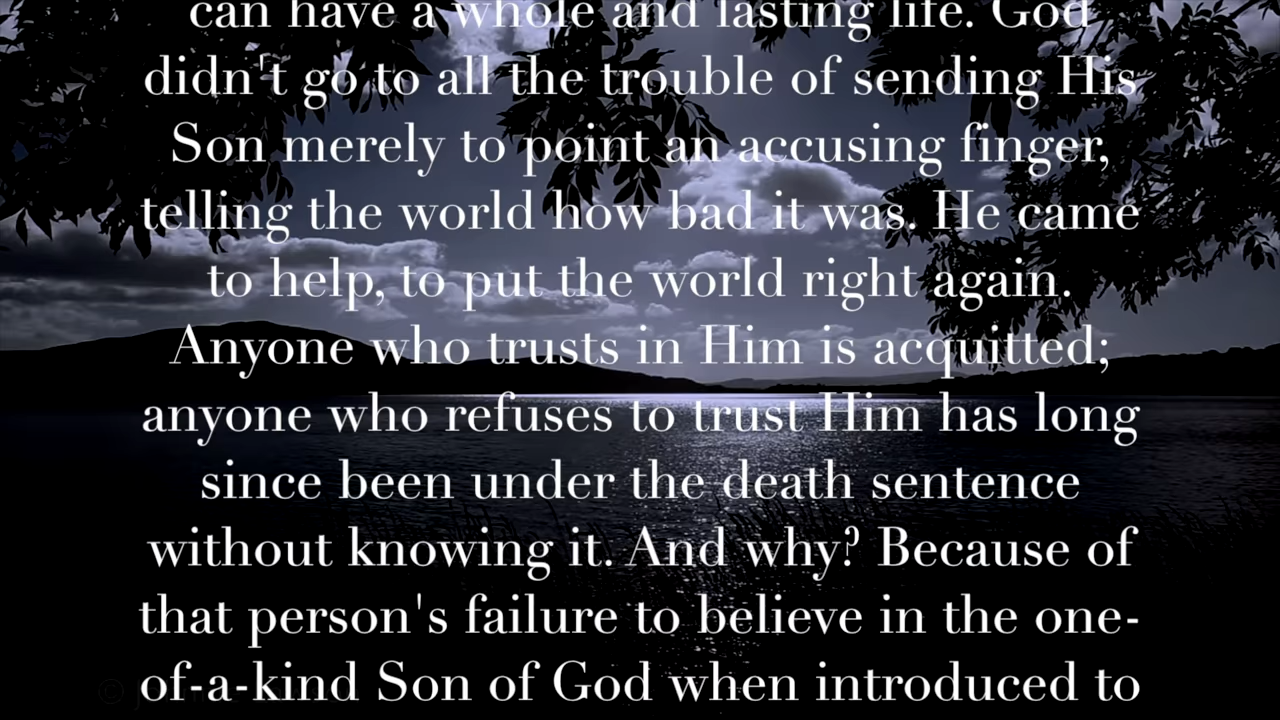 can have a whole and lasting life. God
didn't go to all the trouble of sending His
Son merely to point an accusing finger,
telling the world how bad it was. He came
to help, to put the world right again.
Anyone who trusts in Him is acquitted;
anyone who refuses to trust Him has long
since been under the death sentence
without knowing it. And why? Because of
that person's failure to believe in the one-
of-a-kind Son of God when introduced to